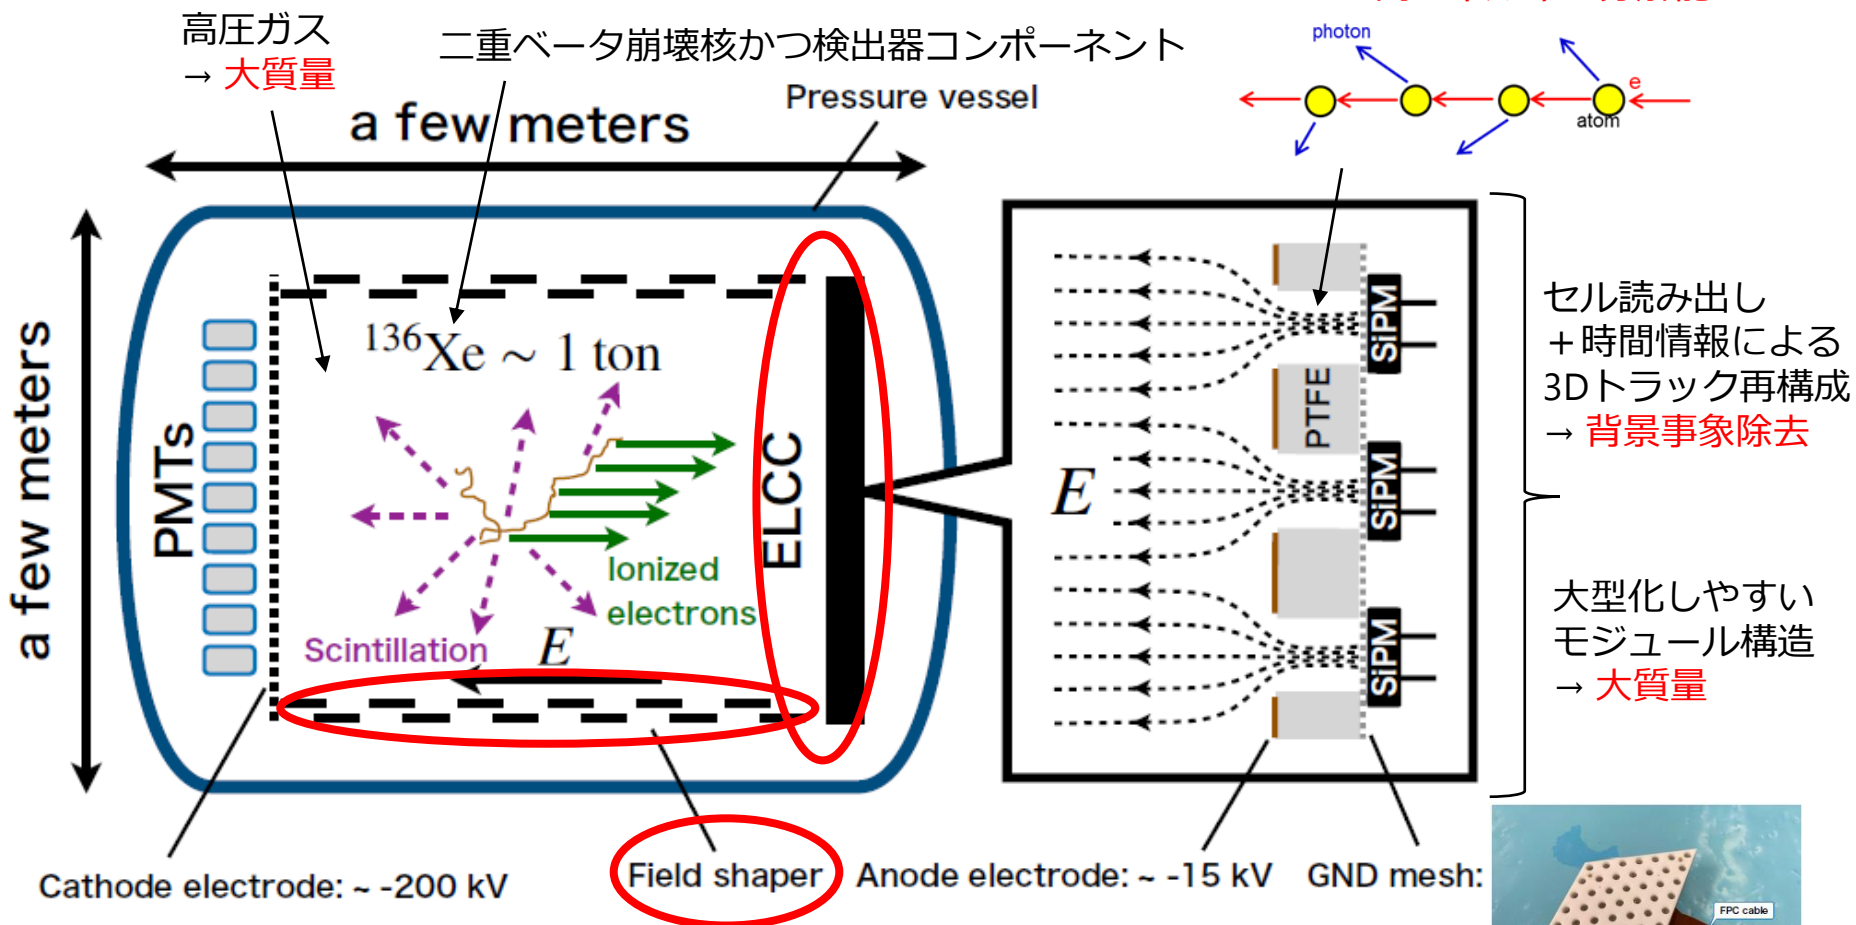 高圧ガス
→ 大質量
二重ベータ崩壊核かつ検出器コンポーネント
Pressure vessel
a few meters
photon
e
atom
a few meters
PMTs
¹³⁶Xe ~ 1 ton
Ionized
electrons
Scintillation
E
ELCC
E
PTFE
SiPM
SiPM
SiPM
セル読み出し
＋時間情報による
3Dトラック再構成
→ 背景事象除去
大型化しやすい
モジュール構造
→ 大質量
Cathode electrode: ~ -200 kV
Field shaper
Anode electrode: ~ -15 kV
GND mesh:
FPC cable